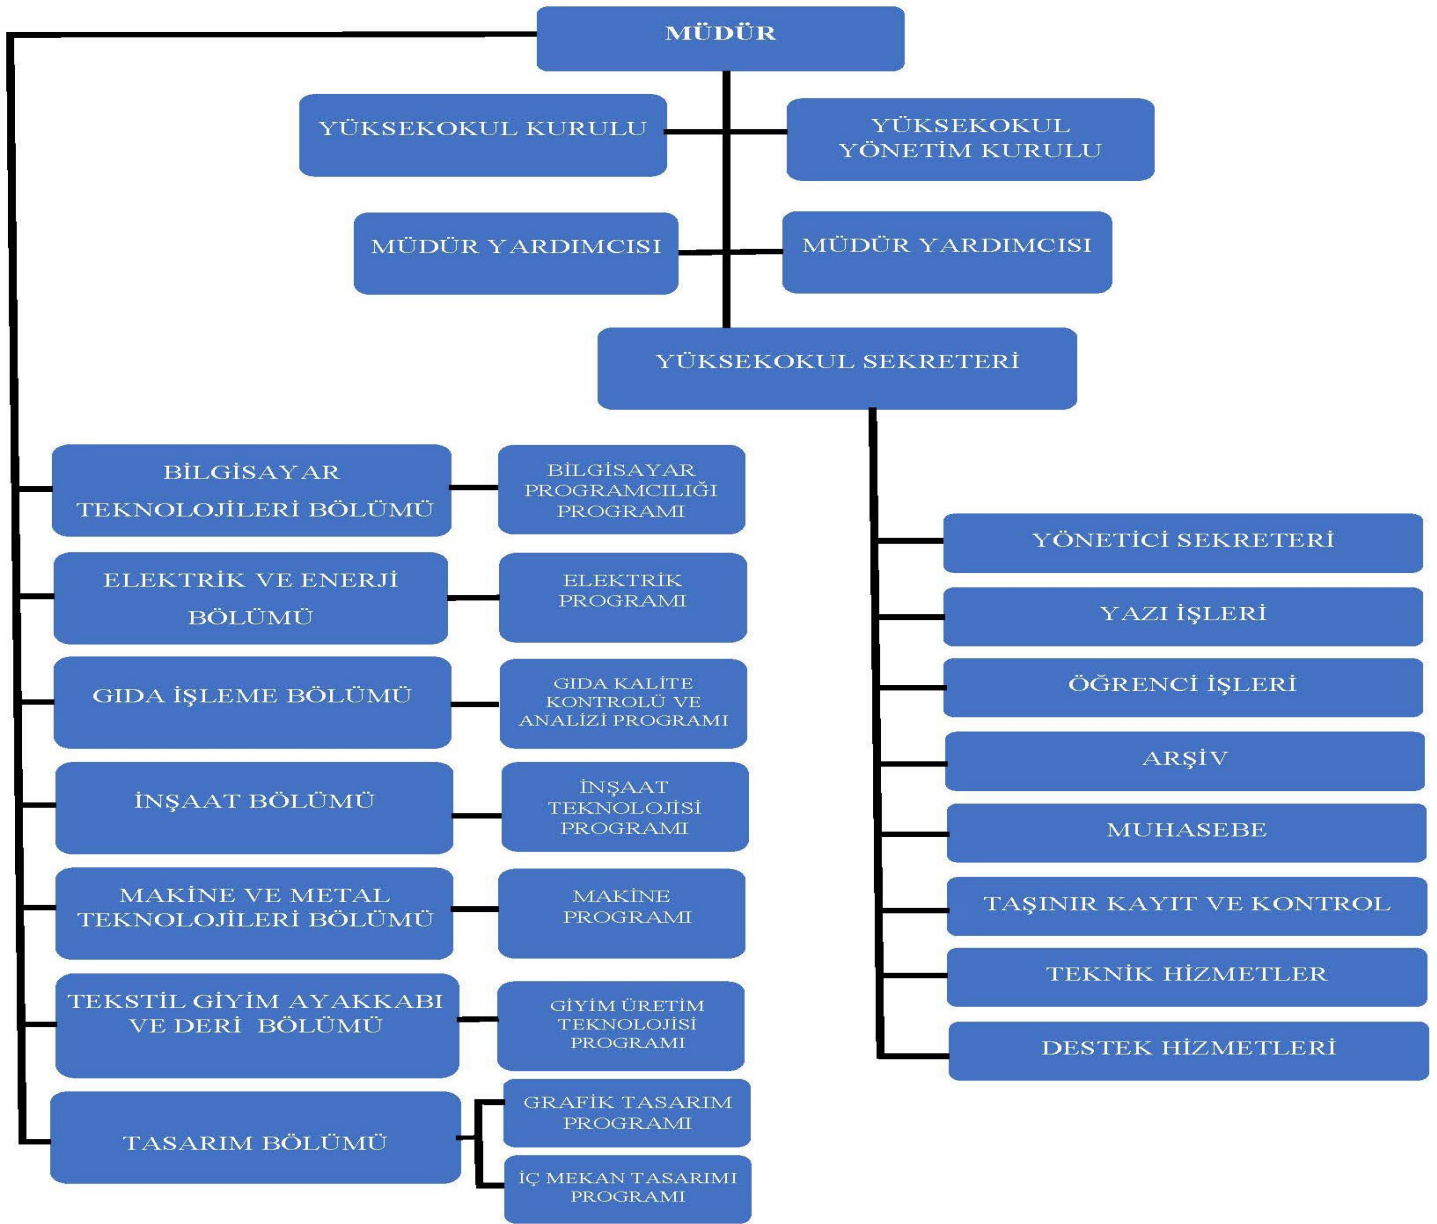 MÜDÜR
YÜKSEKOKUL KURULU
YÜKSEKOKUL
YÖNETİM KURULU
MÜDÜR YARDIMCISI
MÜDÜR YARDIMCISI
YÜKSEKOKUL SEKRETERİ
BİLGİSAYAR
TEKNOLOJİLERİ BÖLÜMÜ
BİLGİSAYAR
PROGRAMCILIĞI
PROGRAMI
ELEKTRİK VE ENERJİ
BÖLÜMÜ
ELEKTRİK
PROGRAMI
GIDA İŞLEME BÖLÜMÜ
GIDA KALİTE
KONTROLÜ VE
ANALİZİ PROGRAMI
İNŞAAT BÖLÜMÜ
İNŞAAT
TEKNOLOJİSİ
PROGRAMI
MAKİNE VE METAL
TEKNOLOJİLERİ BÖLÜMÜ
MAKİNE
PROGRAMI
TEKSTİL GİYİM AYAKKABI
VE DERİ BÖLÜMÜ
GİYİM ÜRETİM
TEKNOLOJİSİ
PROGRAMI
TASARIM BÖLÜMÜ
GRAFİK TASARIM
PROGRAMI
İÇ MEKAN TASARIMI
PROGRAMI
YÖNETİCİ SEKRETERİ
YAZI İŞLERİ
ÖĞRENCİ İŞLERİ
ARŞİV
MUHASEBE
TAŞINIR KAYIT VE KONTROL
TEKNİK HİZMETLER
DESTEK HİZMETLERİ